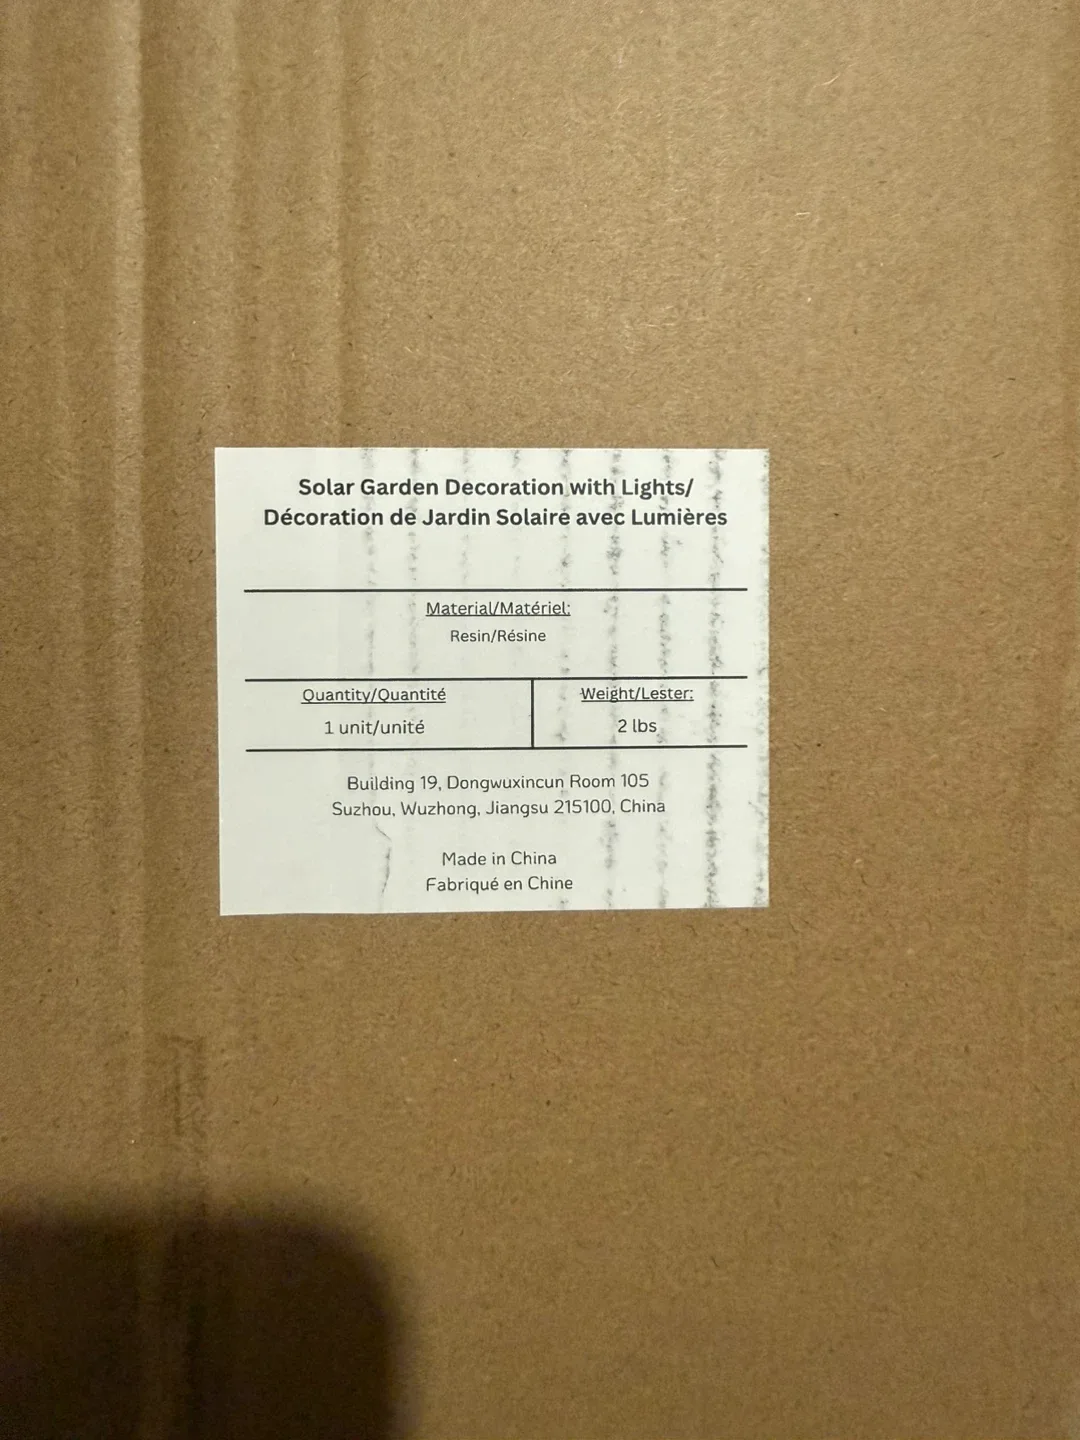 Solar Garden Decoration with Lights/
Décoration de Jardin Solaire avec Lumières
Material/Matériel:
Resin/Résine
Quantity/Quantité
1 unit/unité
Weight/Lester:
2 lbs
Building 19, Dongwuxincun Room 105
Suzhou, Wuzhong, Jiangsu 215100, China
Made in China
Fabriqué en Chine